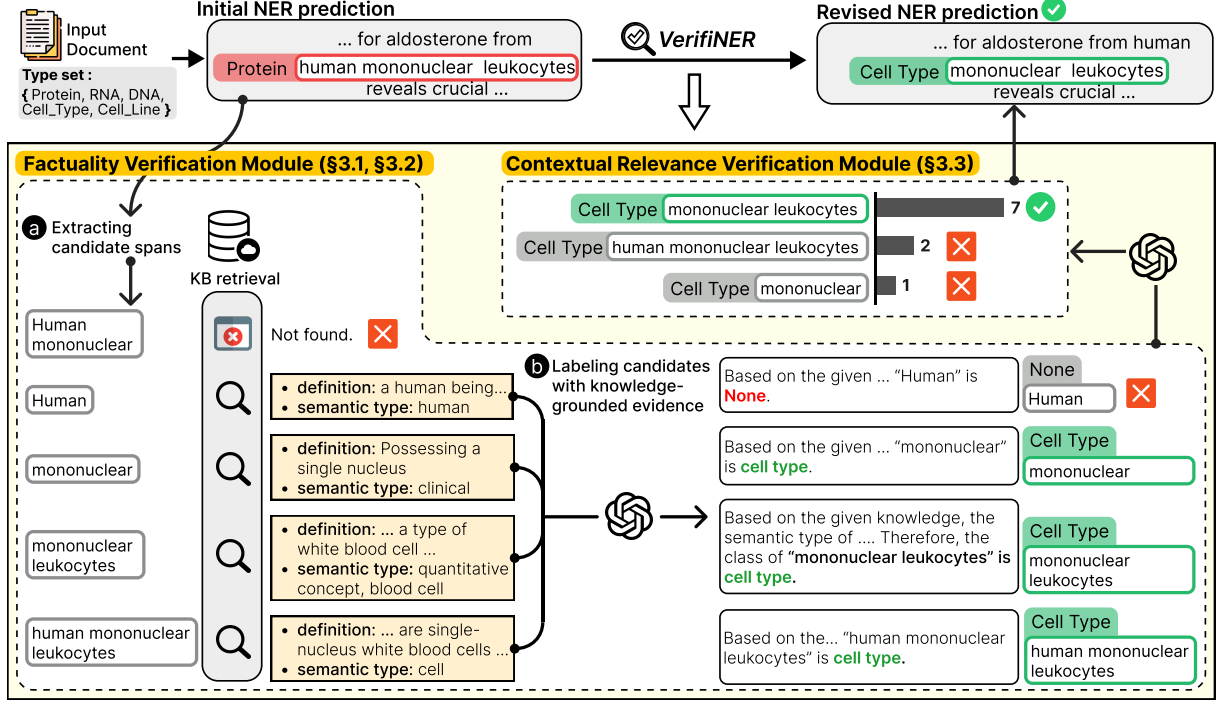 Input
Document
Type set :
{ Protein, RNA, DNA,
Cell_Type, Cell_Line }
Initial NER prediction
... for aldosterone from
Protein human mononuclear leukocytes
reveals crucial ...
VerifiNER
Revised NER prediction
... for aldosterone from human
Cell Type mononuclear leukocytes
reveals crucial ...
Factuality Verification Module (§3.1, §3.2)
a Extracting
candidate spans
KB retrieval
Human
mononuclear
Not found.
Human
• definition: a human being...
• semantic type: human
mononuclear
• definition: Possessing a
single nucleus
• semantic type: clinical
mononuclear
leukocytes
• definition: ... a type of
white blood cell ...
• semantic type: quantitative
concept, blood cell
human mononuclear
leukocytes
• definition: ... are single-
nucleus white blood cells ...
• semantic type: cell
Contextual Relevance Verification Module (§3.3)
Cell Type mononuclear leukocytes 7
Cell Type human mononuclear leukocytes 2
Cell Type mononuclear 1
b Labeling candidates
with knowledge-
grounded evidence
Based on the given ... “Human” is
None.
None
Human
Based on the given ... “mononuclear”
is cell type.
Cell Type
mononuclear
Based on the given knowledge, the
semantic type of .... Therefore, the
class of “mononuclear leukocytes” is
cell type.
Cell Type
mononuclear
leukocytes
Based on the... “human mononuclear
leukocytes” is cell type.
Cell Type
human mononuclear
leukocytes